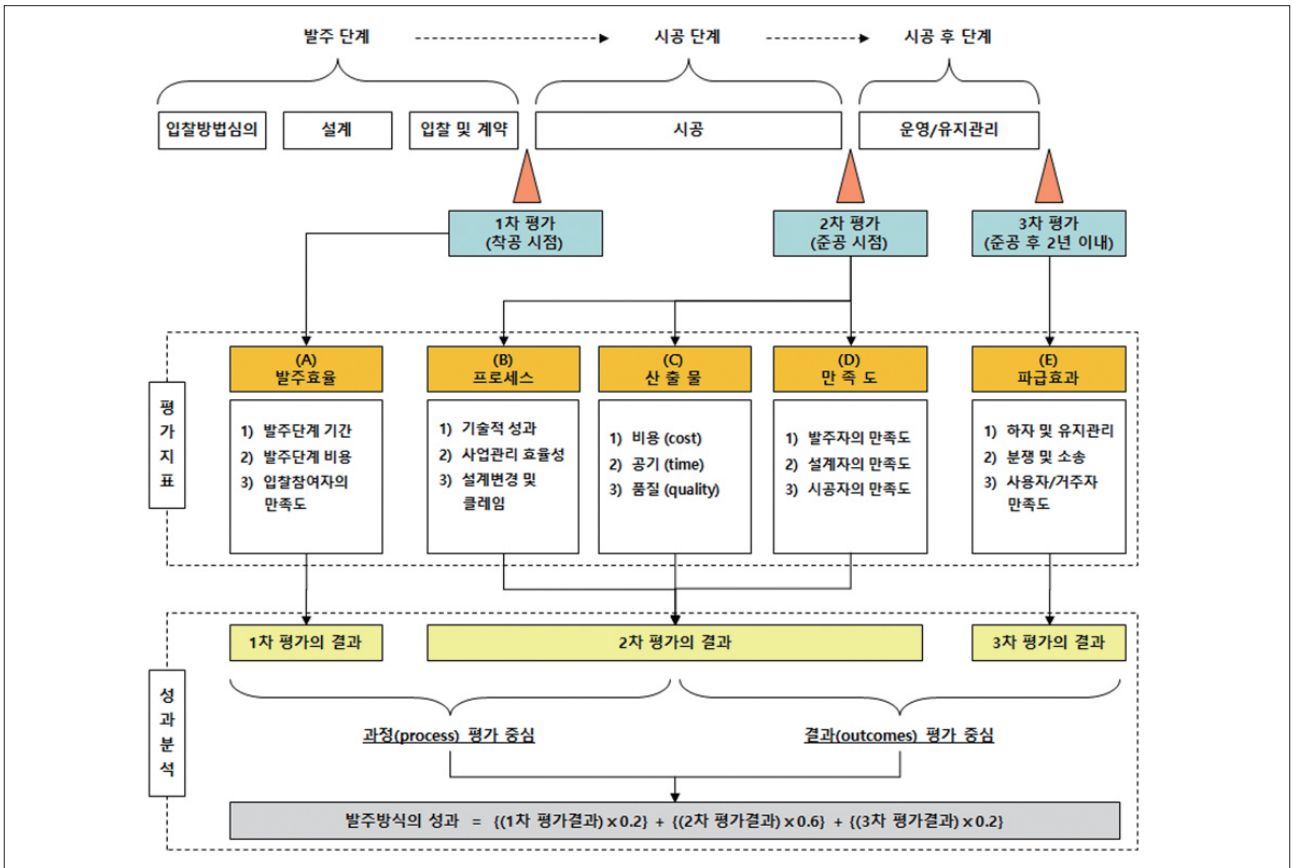 발주 단계
시공 단계
시공 후 단계
입찰방법심의
설계
입찰 및 계약
시공
운영/유지관리
1차 평가
(착공 시점)
2차 평가
(준공 시점)
3차 평가
(준공 후 2년 이내)
평가지표
(A)
발주효율
1) 발주단계 기간
2) 발주단계 비용
3) 입찰참여자의
만족도
(B)
프로세스
1) 기술적 성과
2) 사업관리 효율성
3) 설계변경 및
클레임
(C)
산 출 물
1) 비용 (cost)
2) 공기 (time)
3) 품질 (quality)
(D)
만 족 도
1) 발주자의 만족도
2) 설계자의 만족도
3) 시공자의 만족도
(E)
파급효과
1) 하자 및 유지관리
2) 분쟁 및 소송
3) 사용자/거주자
만족도
성과분석
1차 평가의 결과
2차 평가의 결과
3차 평가의 결과
과정(process) 평가 중심
결과(outcomes) 평가 중심
발주방식의 성과 = {(1차 평가결과) x 0.2} + {(2차 평가결과) x 0.6} + {(3차 평가결과) x 0.2}